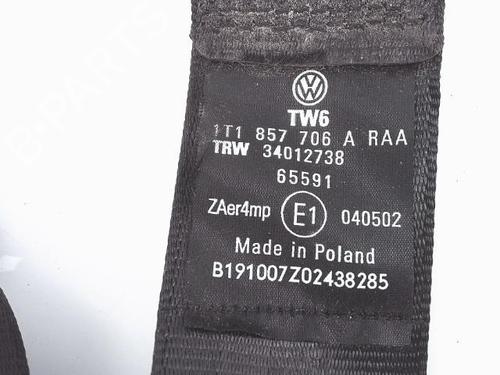 TW6
1T1 857 706 A RAA
TRW 34012738
65591
ZAer4mp E1 040502
Made in Poland
B191007Z02438285